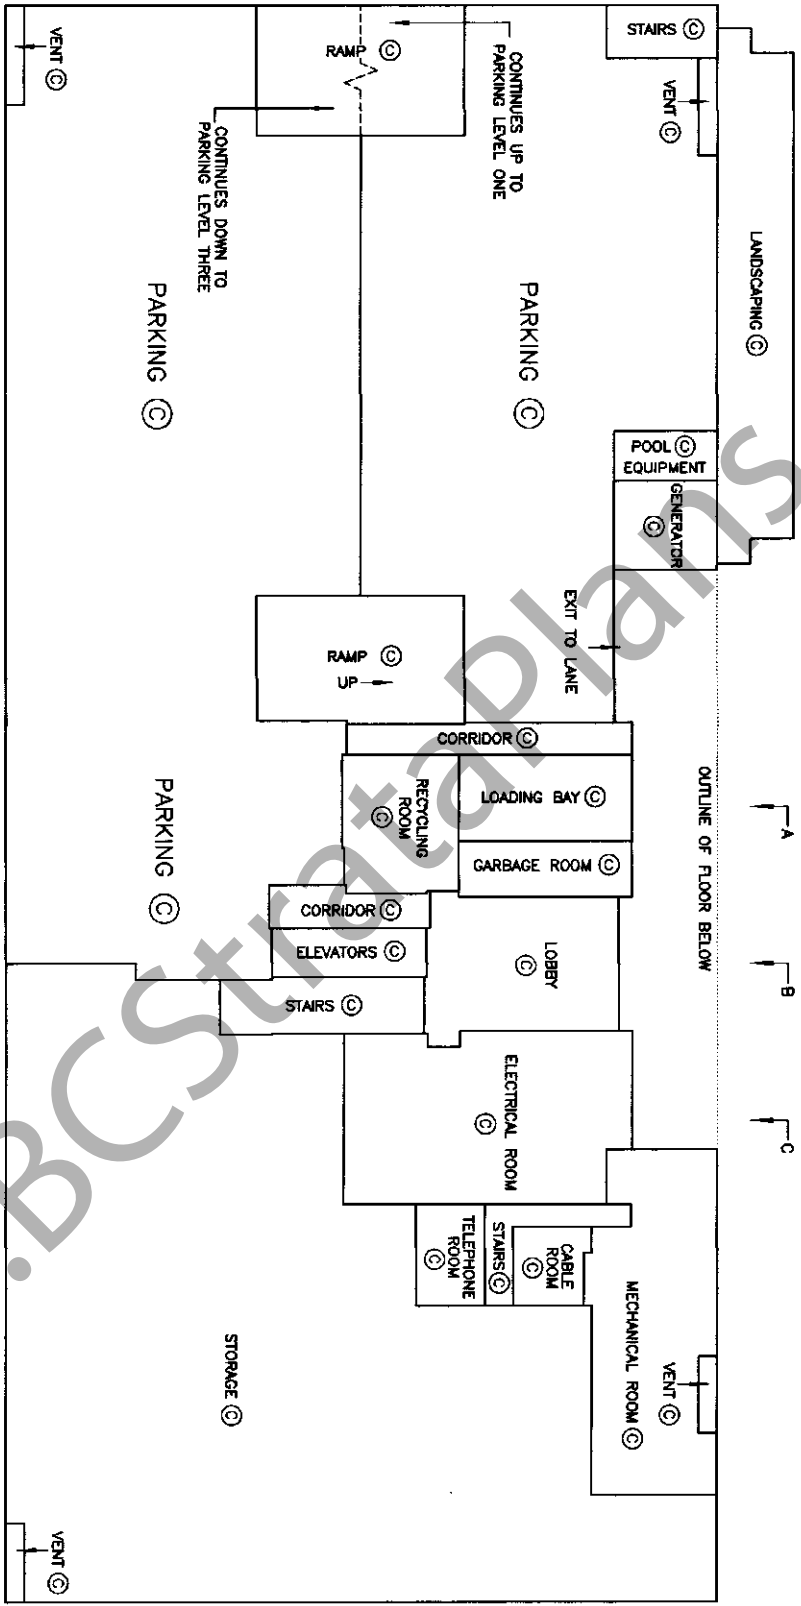 STAIRS Ⓒ
VENT Ⓒ
LANDSCAPING Ⓒ
RAMP Ⓒ
CONTINUES UP TO
PARKING LEVEL ONE
VENT Ⓒ
CONTINUES DOWN TO
PARKING LEVEL THREE
PARKING Ⓒ
PARKING Ⓒ
POOL Ⓒ
EQUIPMENT
GENERATOR
Ⓒ
EXIT TO LANE
RAMP Ⓒ
UP
CORRIDOR Ⓒ
LOADING BAY Ⓒ
RECYCLING
ROOM
Ⓒ
GARBAGE ROOM Ⓒ
OUTLINE OF FLOOR BELOW
A
B
C
PARKING Ⓒ
CORRIDOR Ⓒ
ELEVATORS Ⓒ
STAIRS Ⓒ
LOBBY
Ⓒ
ELECTRICAL ROOM
Ⓒ
TELEPHONE
ROOM
Ⓒ
STAIRS Ⓒ
CABLE
ROOM
Ⓒ
MECHANICAL ROOM Ⓒ
VENT Ⓒ
STORAGE Ⓒ
VENT Ⓒ
.BCStrataPlans